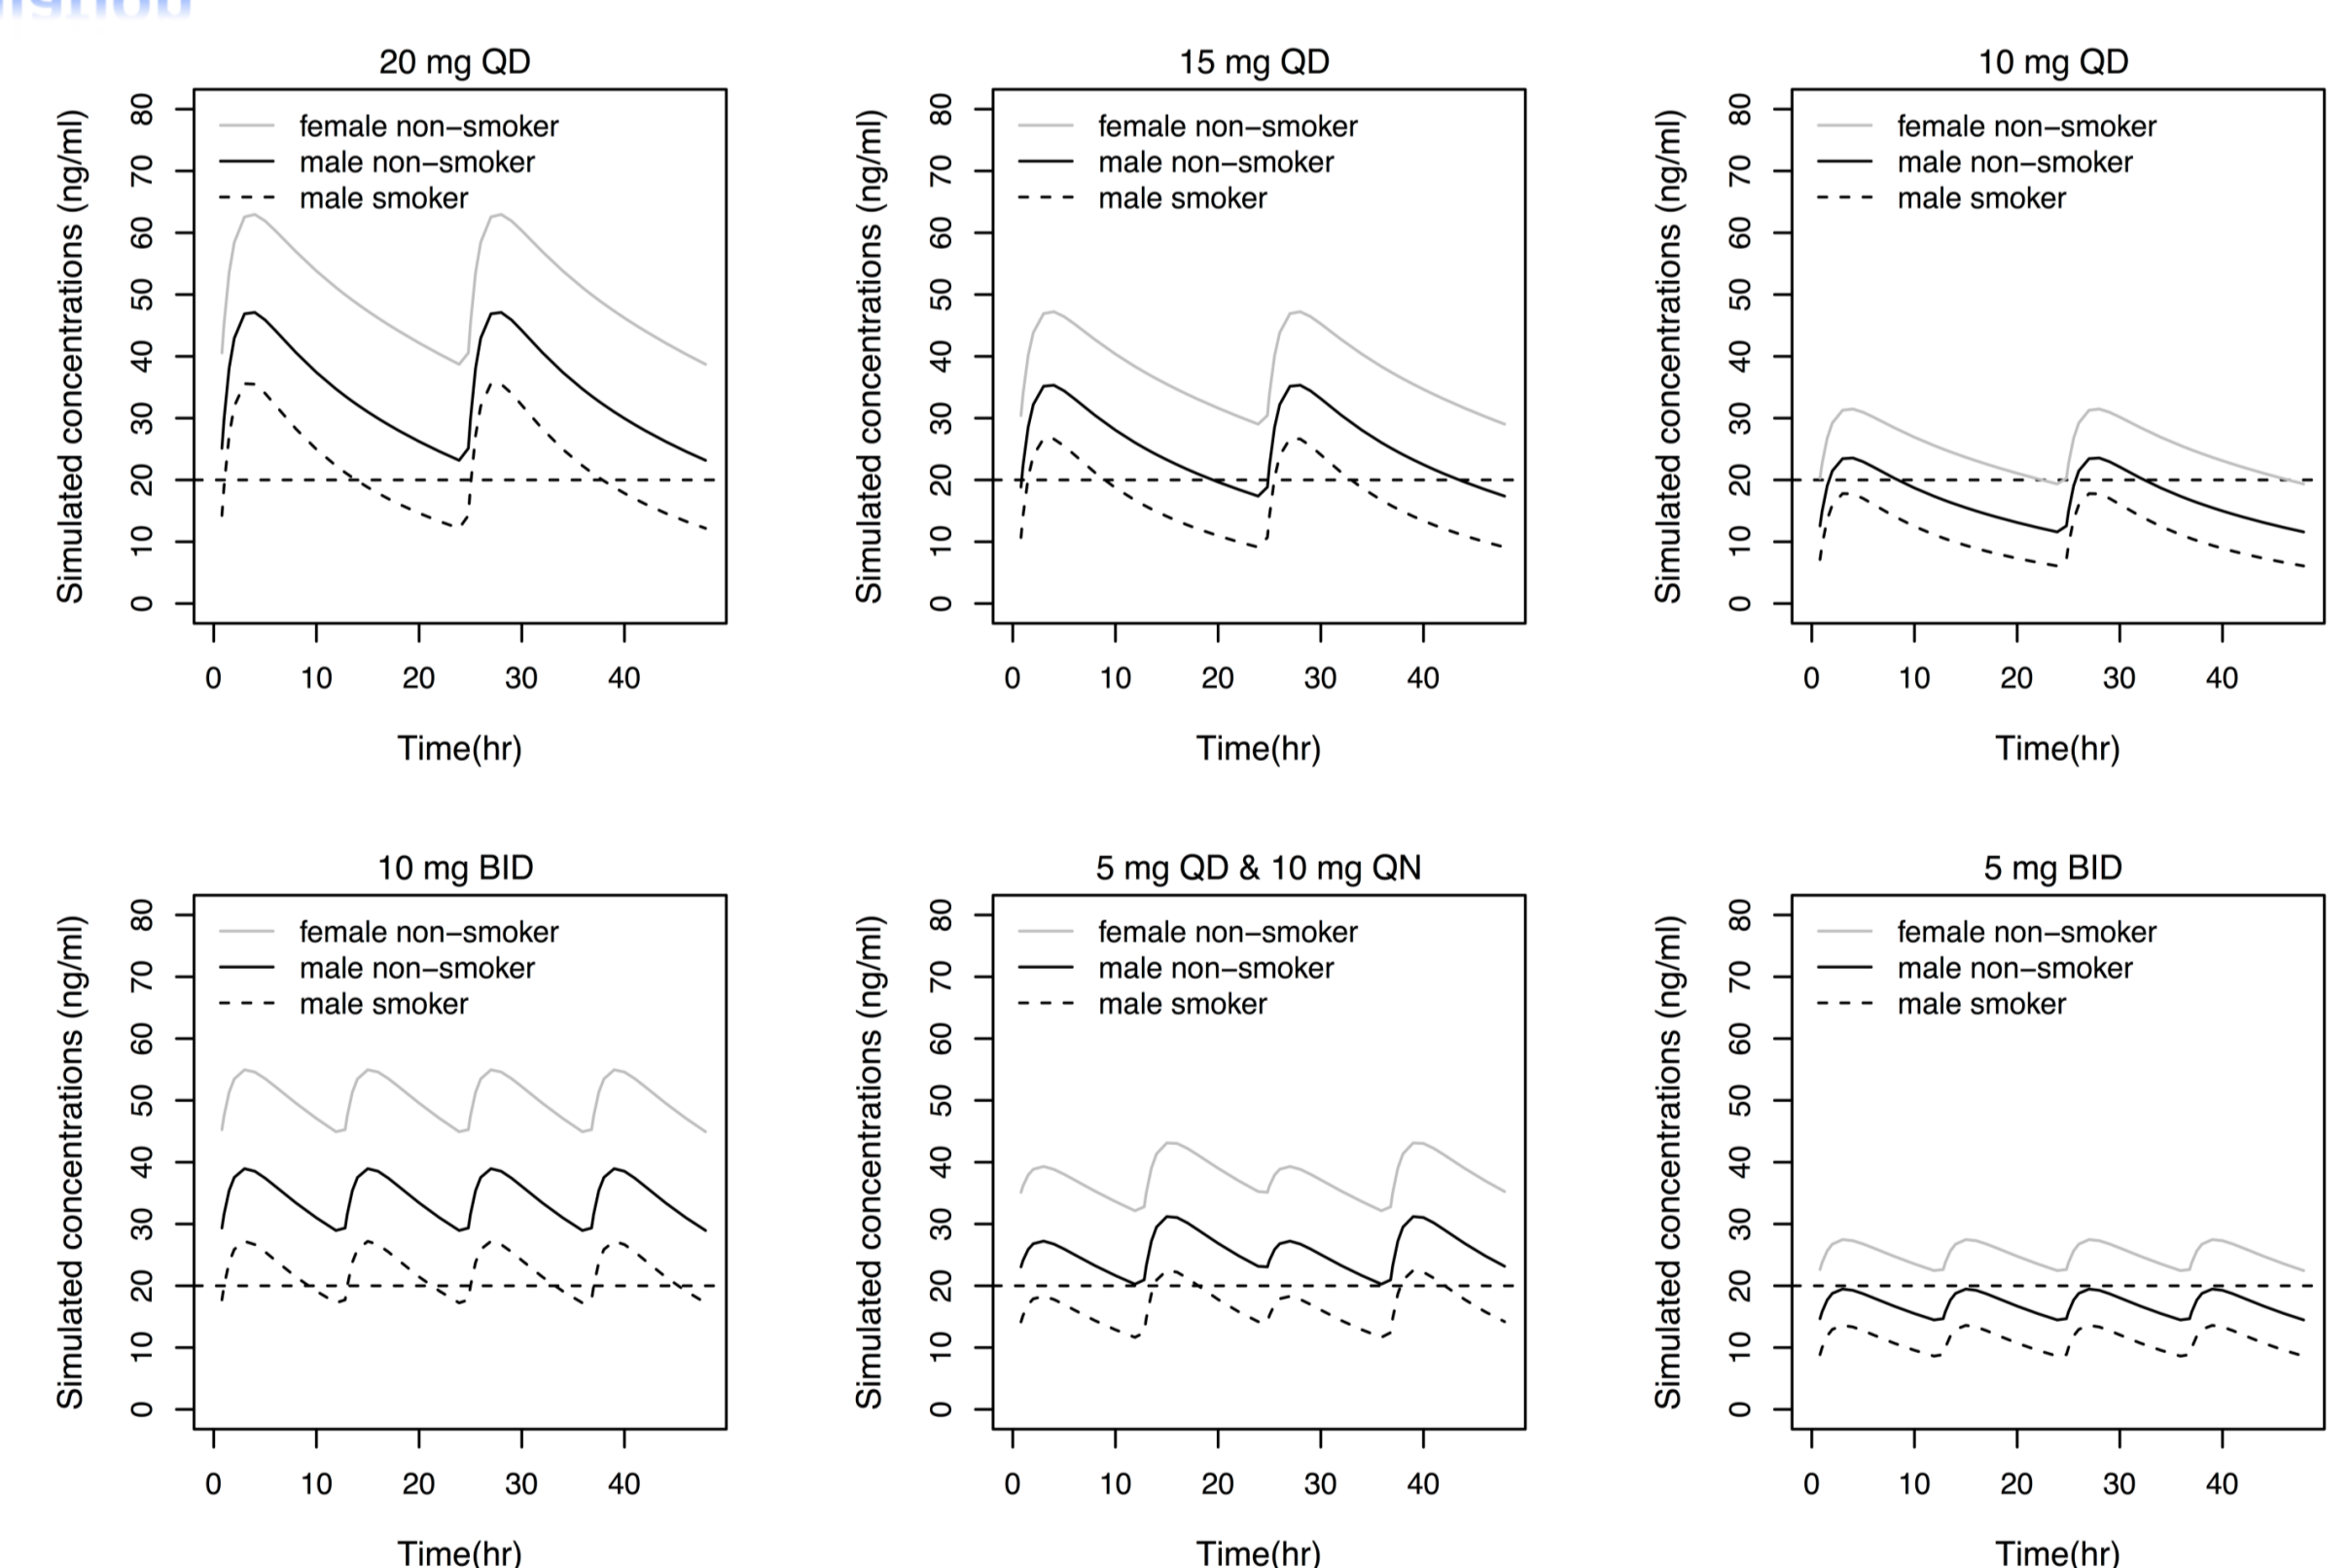 20 mg QD
80
70
60
50
40
30
20
10
0
Simulated concentrations (ng/ml)
female non−smoker
male non−smoker
male smoker
0 10 20 30 40
Time(hr)
15 mg QD
80
70
60
50
40
30
20
10
0
Simulated concentrations (ng/ml)
female non−smoker
male non−smoker
male smoker
0 10 20 30 40
Time(hr)
10 mg QD
80
70
60
50
40
30
20
10
0
Simulated concentrations (ng/ml)
female non−smoker
male non−smoker
male smoker
0 10 20 30 40
Time(hr)
10 mg BID
80
70
60
50
40
30
20
10
0
Simulated concentrations (ng/ml)
female non−smoker
male non−smoker
male smoker
0 10 20 30 40
Time(hr)
5 mg QD & 10 mg QN
80
70
60
50
40
30
20
10
0
Simulated concentrations (ng/ml)
female non−smoker
male non−smoker
male smoker
0 10 20 30 40
Time(hr)
5 mg BID
80
70
60
50
40
30
20
10
0
Simulated concentrations (ng/ml)
female non−smoker
male non−smoker
male smoker
0 10 20 30 40
Time(hr)